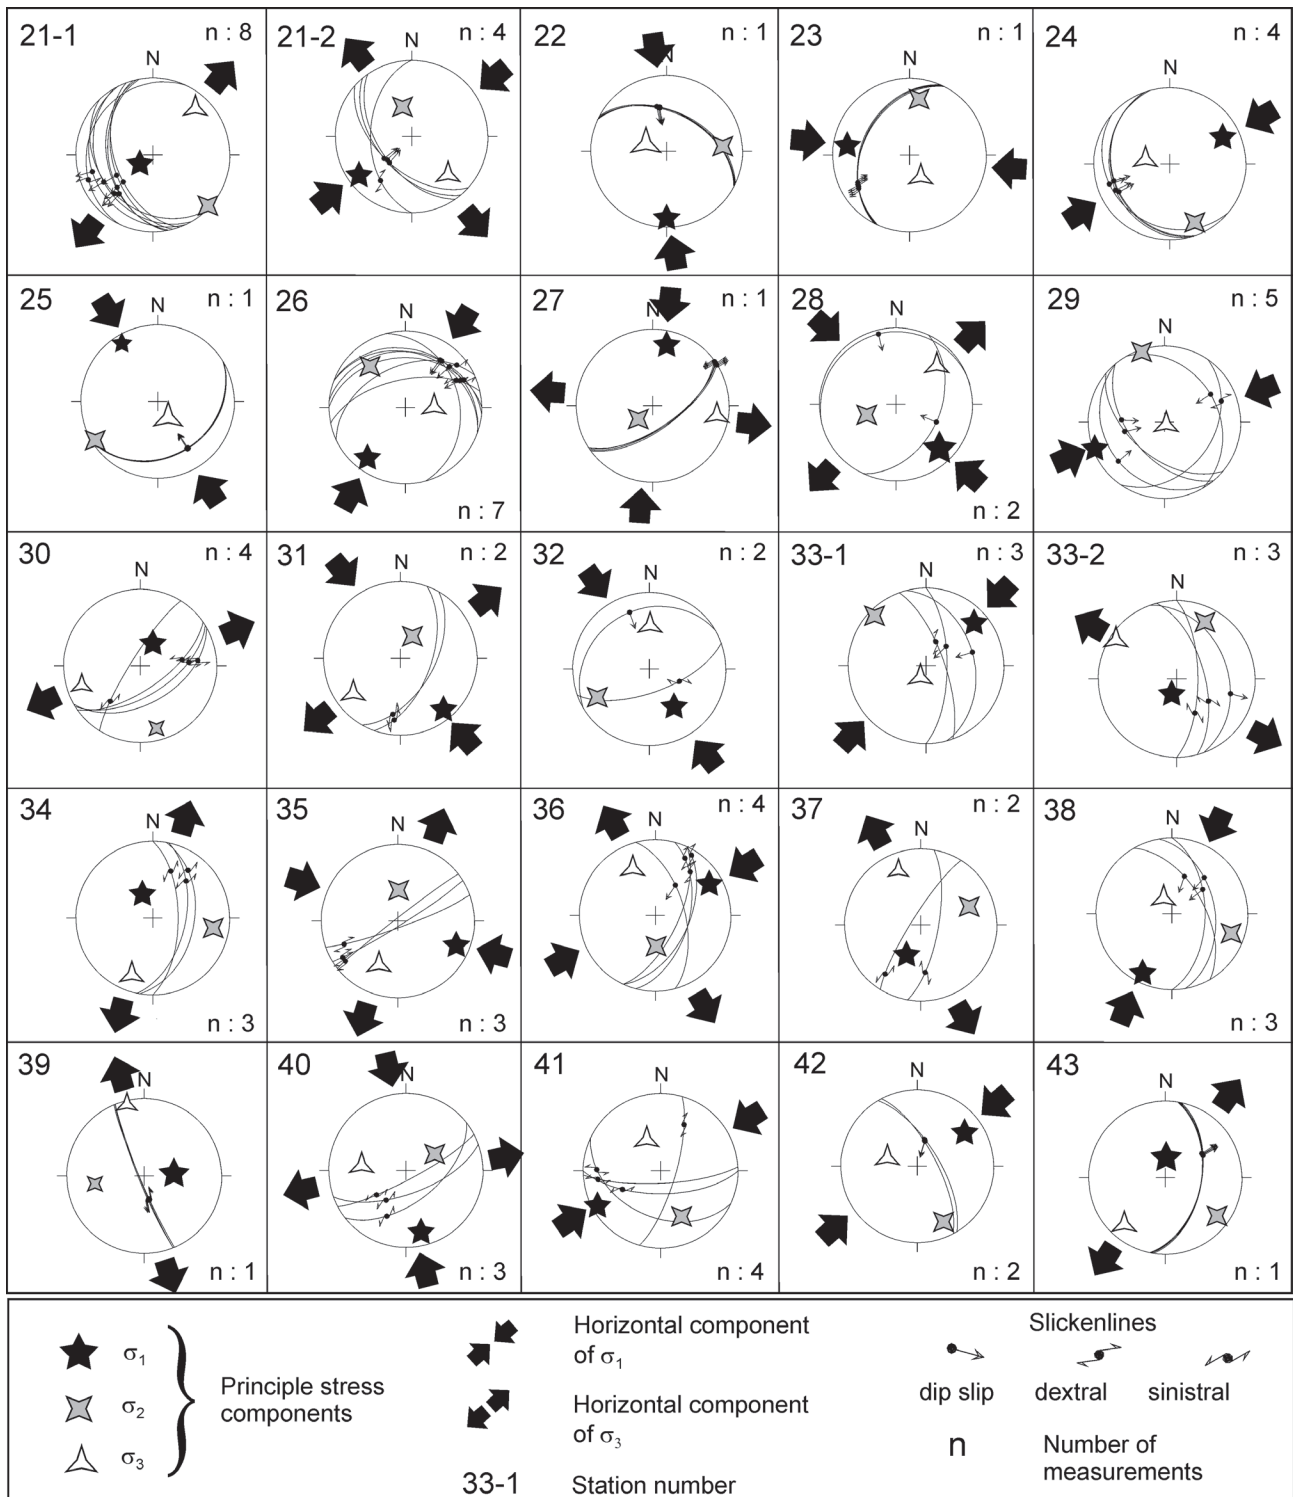 21-1 n : 8
N
21-2 n : 4
N
22 n : 1
N
23 n : 1
N
24 n : 4
N
25 n : 1
N
26
N
n : 7
27 n : 1
N
28
N
n : 2
29 n : 5
N
30 n : 4
N
31 n : 2
N
32 n : 2
N
33-1 n : 3
N
33-2 n : 3
N
34
N
n : 3
35
N
n : 3
36 n : 4
N
37 n : 2
N
38
N
n : 3
39
N
n : 1
40
N
n : 3
41
N
n : 4
42
N
n : 2
43
N
n : 1
σ1
σ2
σ3
Principle stress
components
Horizontal component
of σ1
Horizontal component
of σ3
33-1 Station number
Slickenlines
dip slip dextral sinistral
n Number of
measurements